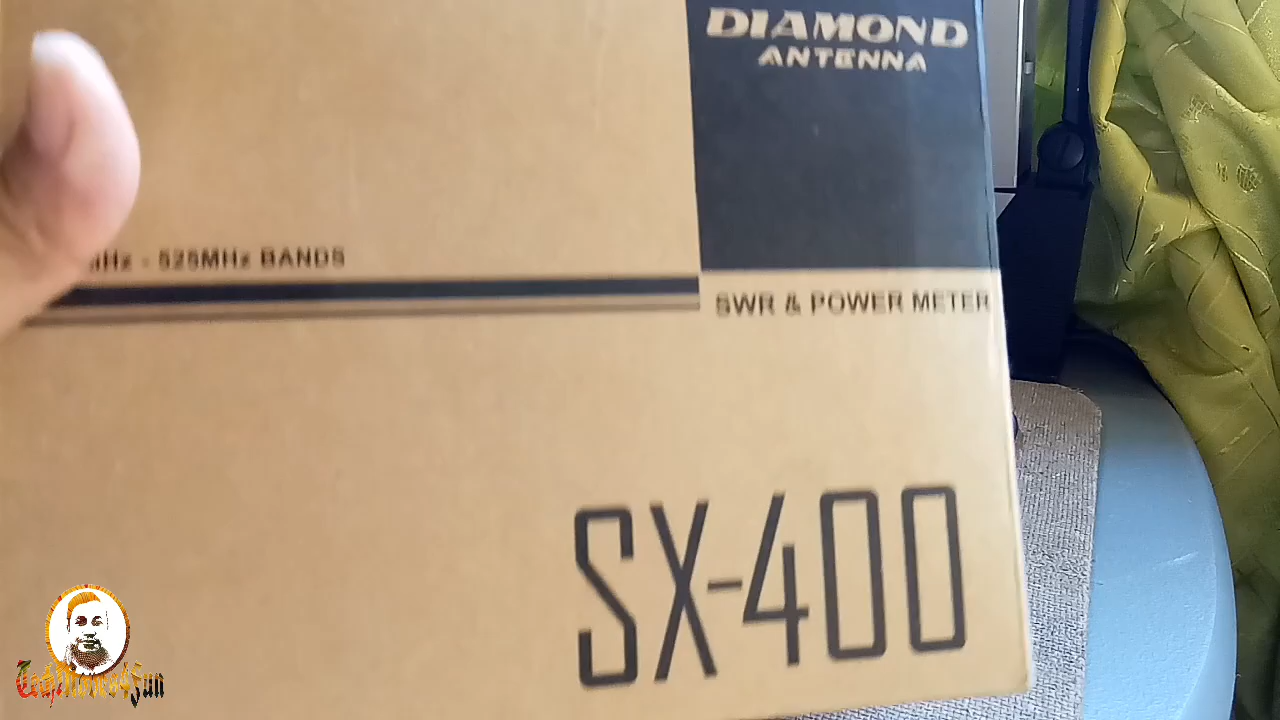 DIAMOND
ANTENNA
- 525MHz BANDS
SWR & POWER METER
SX-400